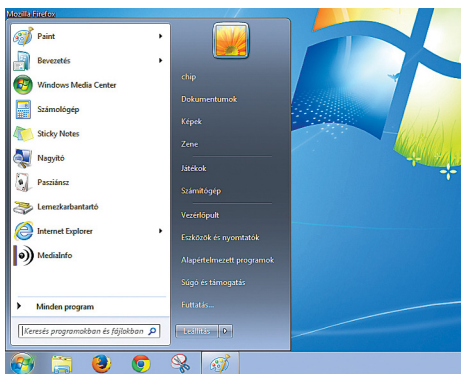 Mozilla Firefox
Paint
Bevezetés
Windows Media Center
Számológép
Sticky Notes
Nagyító
Pasziánsz
Lemezkarbantartó
Internet Explorer
MediaInfo
Minden program
Keresés programokban és fájlokban
chip
Dokumentumok
Képek
Zene
Játékok
Számítógép
Vezérlőpult
Eszközök és nyomtatók
Alapértelmezett programok
Súgó és támogatás
Futtatás...
Leállítás